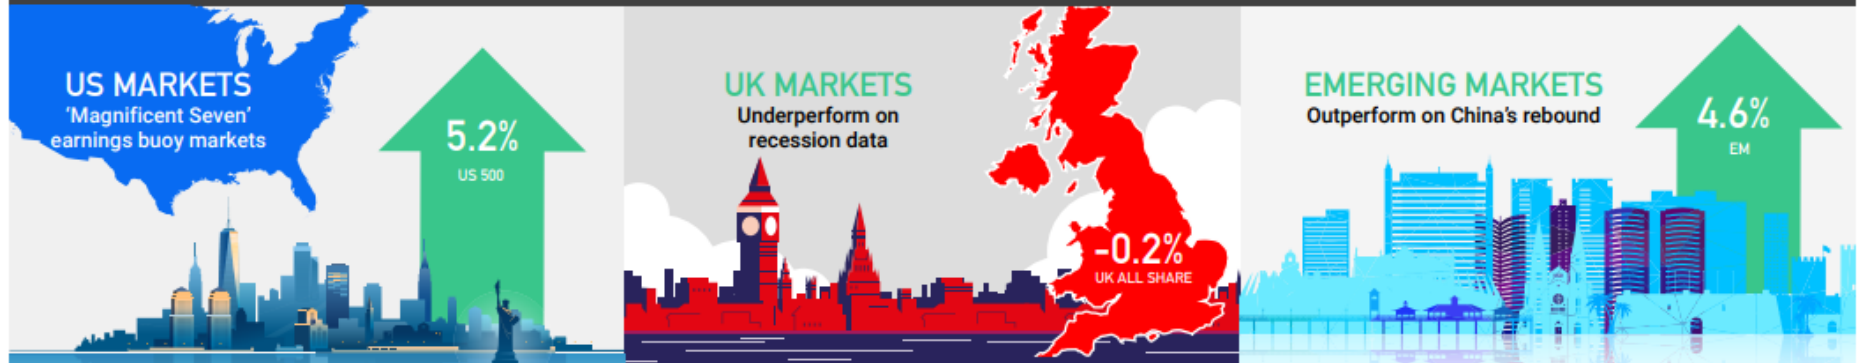 US MARKETS
‘Magnificent Seven’
earnings buoy markets
5.2%
US 500
UK MARKETS
Underperform on
recession data
-0.2%
UK ALL SHARE
EMERGING MARKETS
Outperform on China's rebound
4.6%
EM